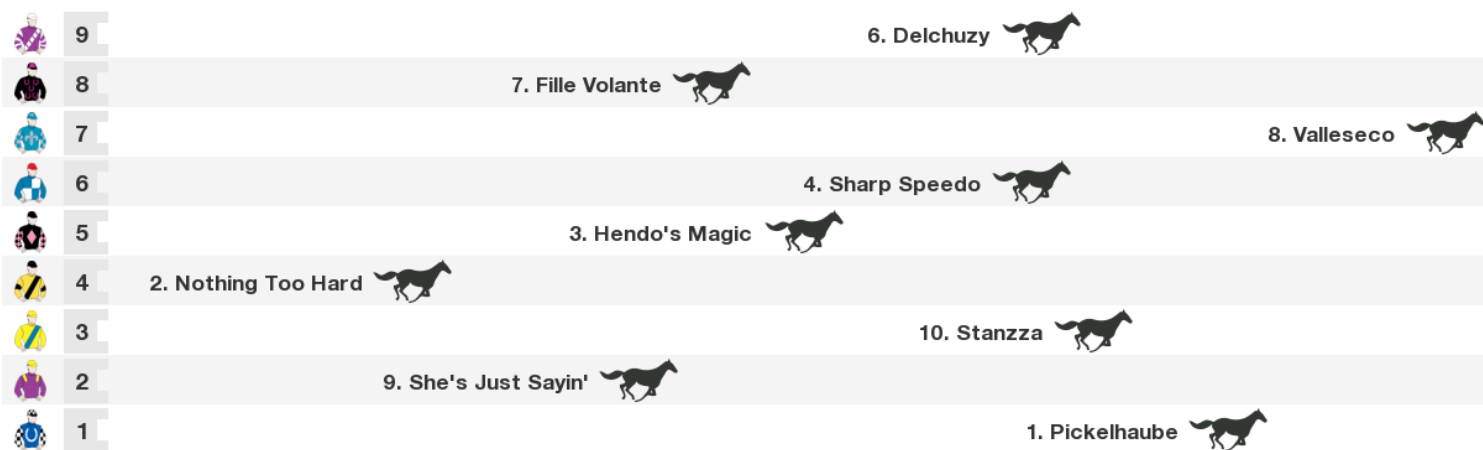 9 6. Delchuzy
8 7. Fille Volante
7 8. Valleseco
6 4. Sharp Speedo
5 3. Hendo's Magic
4 2. Nothing Too Hard
3 10. Stanzza
2 9. She's Just Sayin'
1 1. Pickelhaube